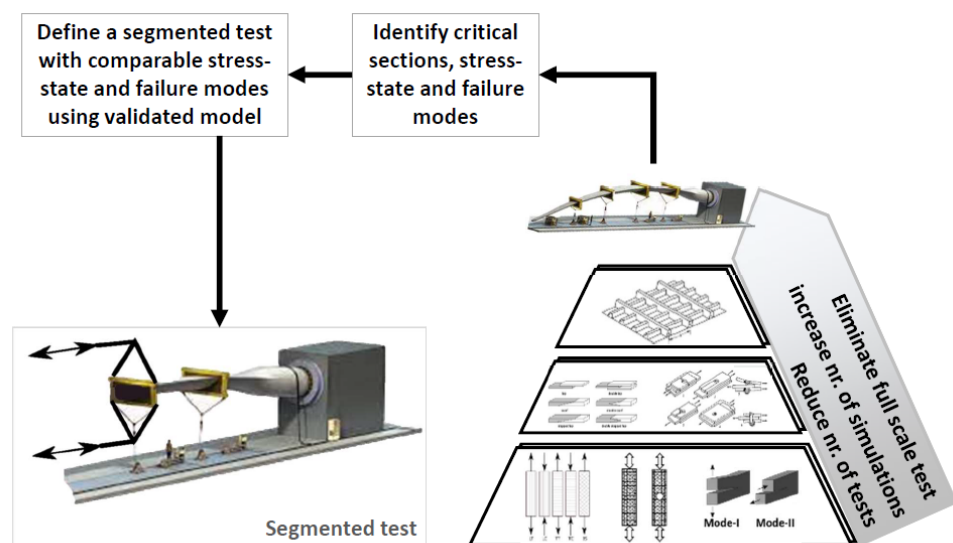 Define a segmented test
with comparable stress-
state and failure modes
using validated model
Identify critical
sections, stress-
state and failure
modes
Eliminate full scale test
increase nr. of simulations
Reduce nr. of tests
Mode-I
Mode-II
Segmented test